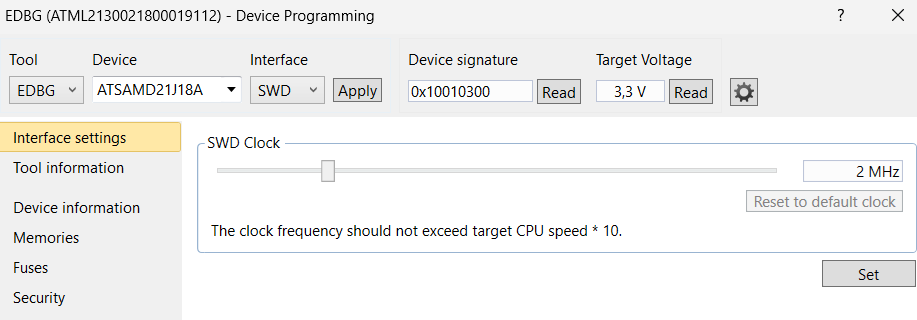 EDBG (ATML2130021800019112) - Device Programming ?
Tool Device Interface Device signature Target Voltage
EDBG ATSAMD21J18A SWD Apply 0x10010300 Read 3,3 V Read
Interface settings
Tool information
Device information
Memories
Fuses
Security
SWD Clock
2 MHz
Reset to default clock
The clock frequency should not exceed target CPU speed * 10.
Set